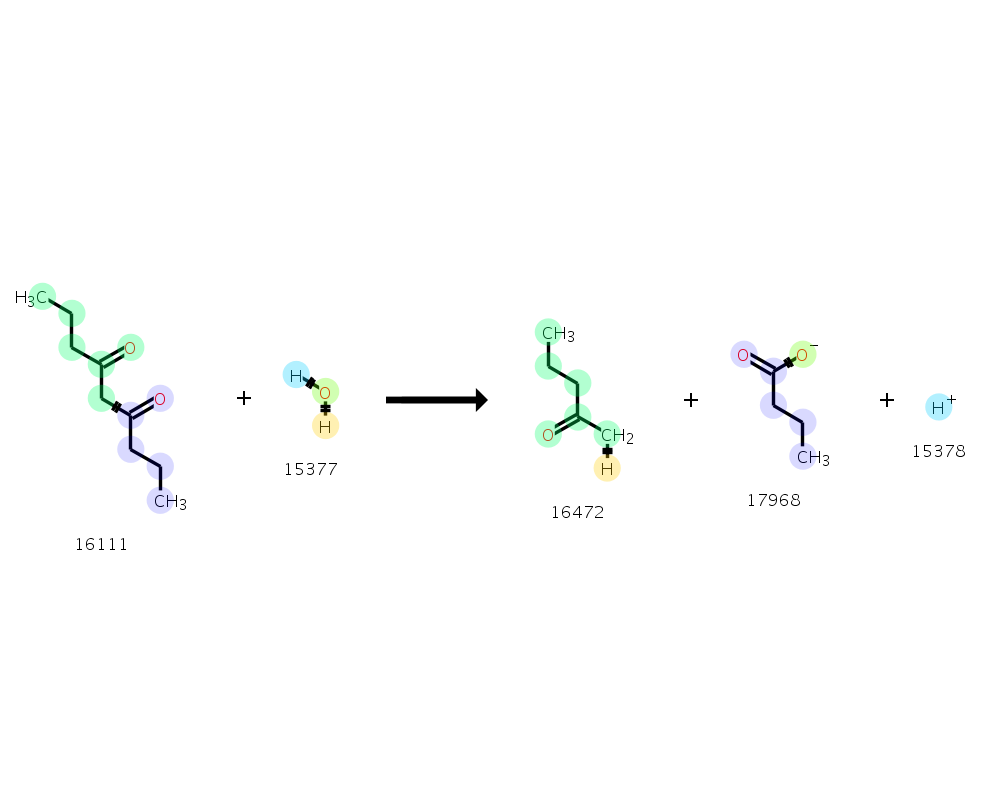 H3C
O
O
CH3
16111
+
H
O
H
15377
CH3
O
CH2
H
16472
+
O
O−
CH3
17968
+
H+
15378